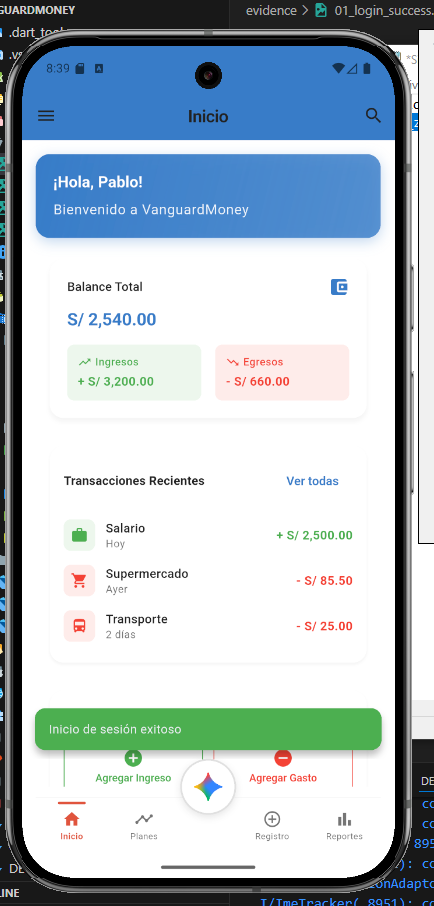 GUARDMONEY
evidence > 01_login_success.
.dart_tool
.vs
8:39
A
Inicio
¡Hola, Pablo!
Bienvenido a VanguardMoney
Balance Total
S/ 2,540.00
Ingresos
+ S/ 3,200.00
Egresos
- S/ 660.00
Transacciones Recientes
Ver todas
Salario
Hoy
+ S/ 2,500.00
Supermercado
Ayer
- S/ 85.50
Transporte
2 días
- S/ 25.00
Inicio de sesión exitoso
Agregar Ingreso
Agregar Gasto
Inicio
Planes
Registro
Reportes
DE
LINE
I/ImeTracker( 8951): co